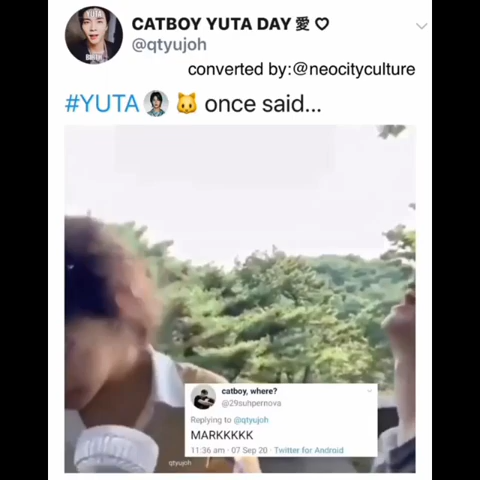 CATBOY YUTA DAY 愛 ♡
@qtyujoh
converted by:@neocityculture
#YUTA 🐱 once said...
catboy, where?
@29suhpernova
Replying to @qtyujoh
MARKKKKK
11:36 am · 07 Sep 20 · Twitter for Android
qtyujoh